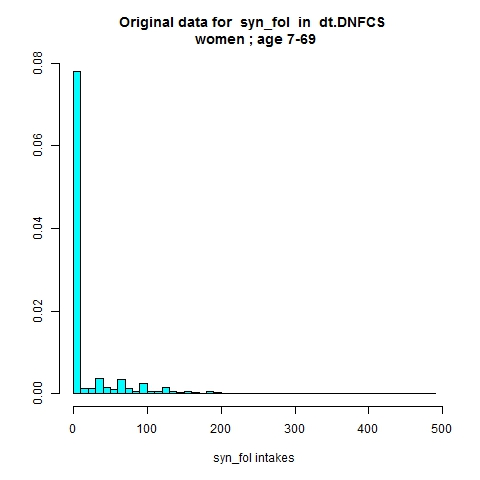 Original data for  syn_fol  in  dt.DNFCS
women ; age 7-69
0.08
0.06
0.04
0.02
0.00
0 100 200 300 400 500
syn_fol intakes